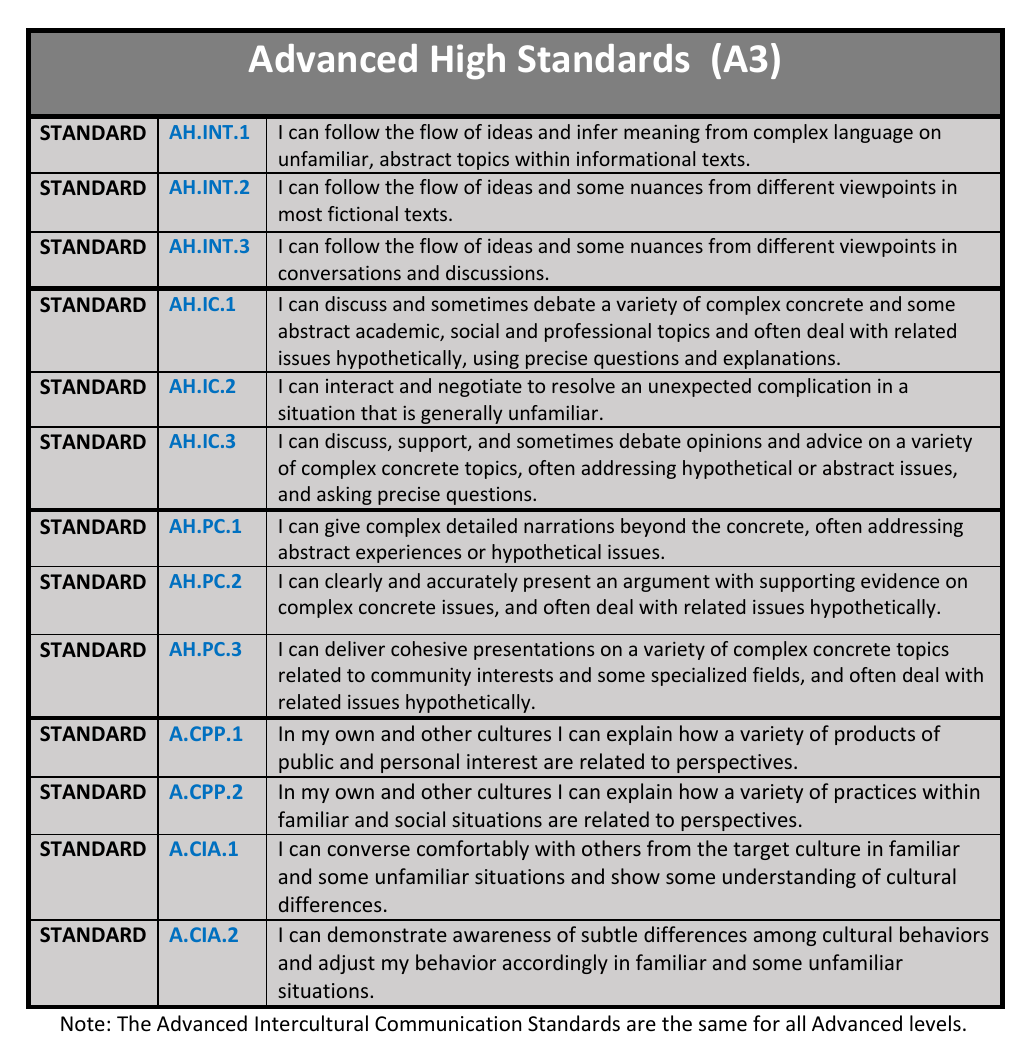 Advanced High Standards (A3)
STANDARD AH.INT.1 I can follow the flow of ideas and infer meaning from complex language on
unfamiliar, abstract topics within informational texts.
STANDARD AH.INT.2 I can follow the flow of ideas and some nuances from different viewpoints in
most fictional texts.
STANDARD AH.INT.3 I can follow the flow of ideas and some nuances from different viewpoints in
conversations and discussions.
STANDARD AH.IC.1 I can discuss and sometimes debate a variety of complex concrete and some
abstract academic, social and professional topics and often deal with related
issues hypothetically, using precise questions and explanations.
STANDARD AH.IC.2 I can interact and negotiate to resolve an unexpected complication in a
situation that is generally unfamiliar.
STANDARD AH.IC.3 I can discuss, support, and sometimes debate opinions and advice on a variety
of complex concrete topics, often addressing hypothetical or abstract issues,
and asking precise questions.
STANDARD AH.PC.1 I can give complex detailed narrations beyond the concrete, often addressing
abstract experiences or hypothetical issues.
STANDARD AH.PC.2 I can clearly and accurately present an argument with supporting evidence on
complex concrete issues, and often deal with related issues hypothetically.
STANDARD AH.PC.3 I can deliver cohesive presentations on a variety of complex concrete topics
related to community interests and some specialized fields, and often deal with
related issues hypothetically.
STANDARD A.CPP.1 In my own and other cultures I can explain how a variety of products of
public and personal interest are related to perspectives.
STANDARD A.CPP.2 In my own and other cultures I can explain how a variety of practices within
familiar and social situations are related to perspectives.
STANDARD A.CIA.1 I can converse comfortably with others from the target culture in familiar
and some unfamiliar situations and show some understanding of cultural
differences.
STANDARD A.CIA.2 I can demonstrate awareness of subtle differences among cultural behaviors
and adjust my behavior accordingly in familiar and some unfamiliar
situations.
Note: The Advanced Intercultural Communication Standards are the same for all Advanced levels.